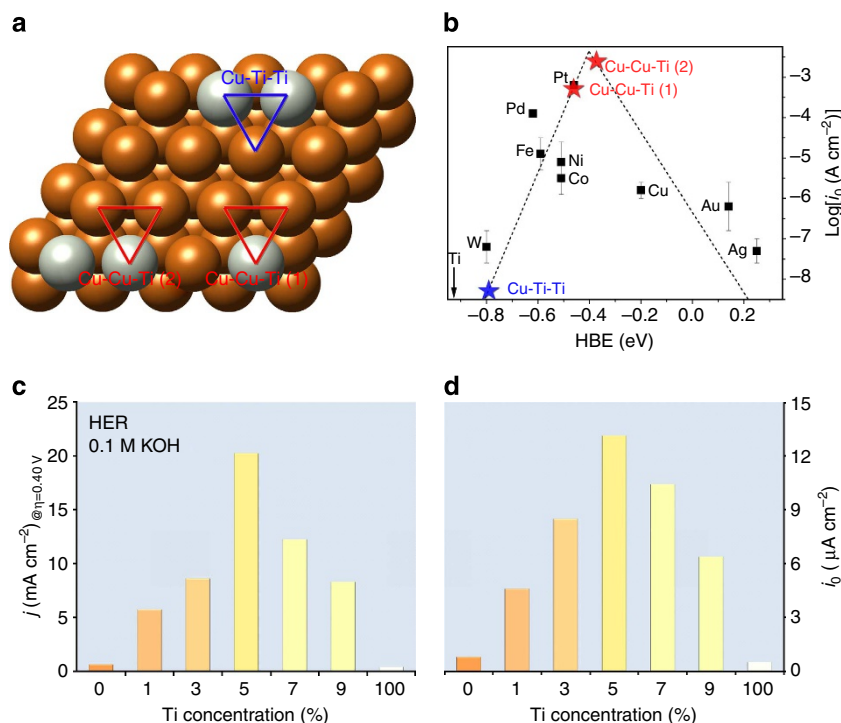 a
Cu-Ti-Ti
Cu-Cu-Ti (2)
Cu-Cu-Ti (1)
b
Cu-Cu-Ti (2)
Pt
Cu-Cu-Ti (1)
Pd
Fe
Ni
Co
Cu
Au
W
Ag
Ti
Cu-Ti-Ti
−3
−4
−5
−6
−7
−8
Log[i₀ (A cm⁻²)]
−0.8 −0.6 −0.4 −0.2 0.0 0.2
HBE (eV)
c
HER
0.1 M KOH
25
20
15
10
5
0
j (mA cm⁻²)@η=0.40 V
0 1 3 5 7 9 100
Ti concentration (%)
d
15
12
9
6
3
0
i₀ ( μA cm⁻²)
0 1 3 5 7 9 100
Ti concentration (%)